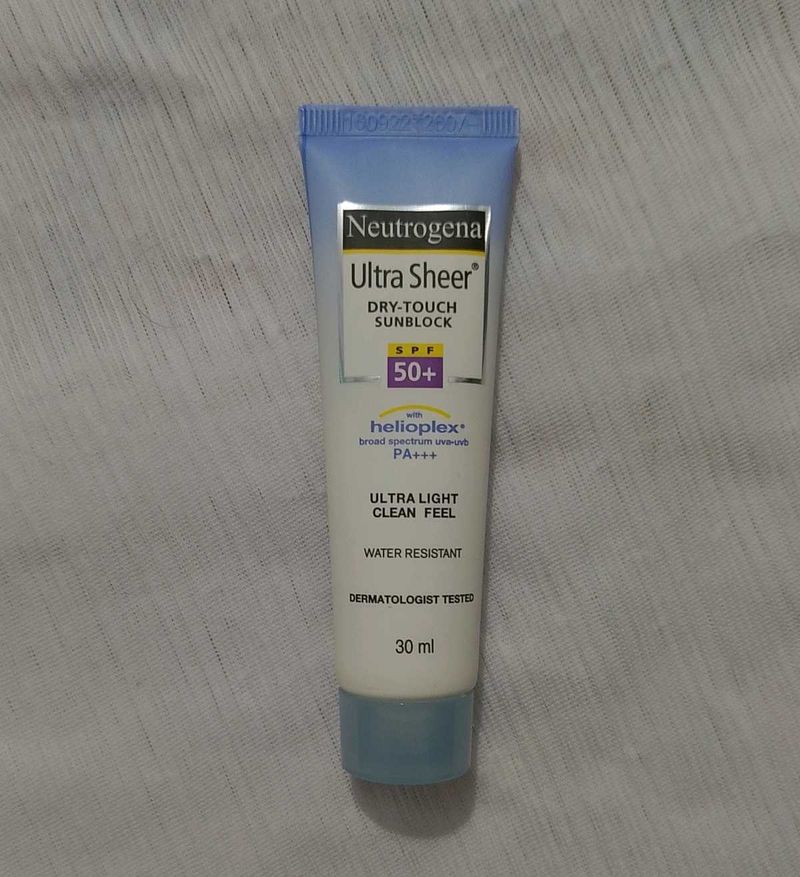 Neutrogena
Ultra Sheer®
DRY-TOUCH
SUNBLOCK
SPF
50+
with
helioplex®
broad spectrum uva-uvb
PA+++
ULTRA LIGHT
CLEAN FEEL
WATER RESISTANT
DERMATOLOGIST TESTED
30 ml